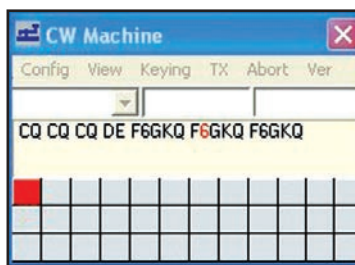 CW Machine
Config View Keying TX Abort Ver
CQ CQ CQ DE F6GKQ F6GKQ F6GKQ